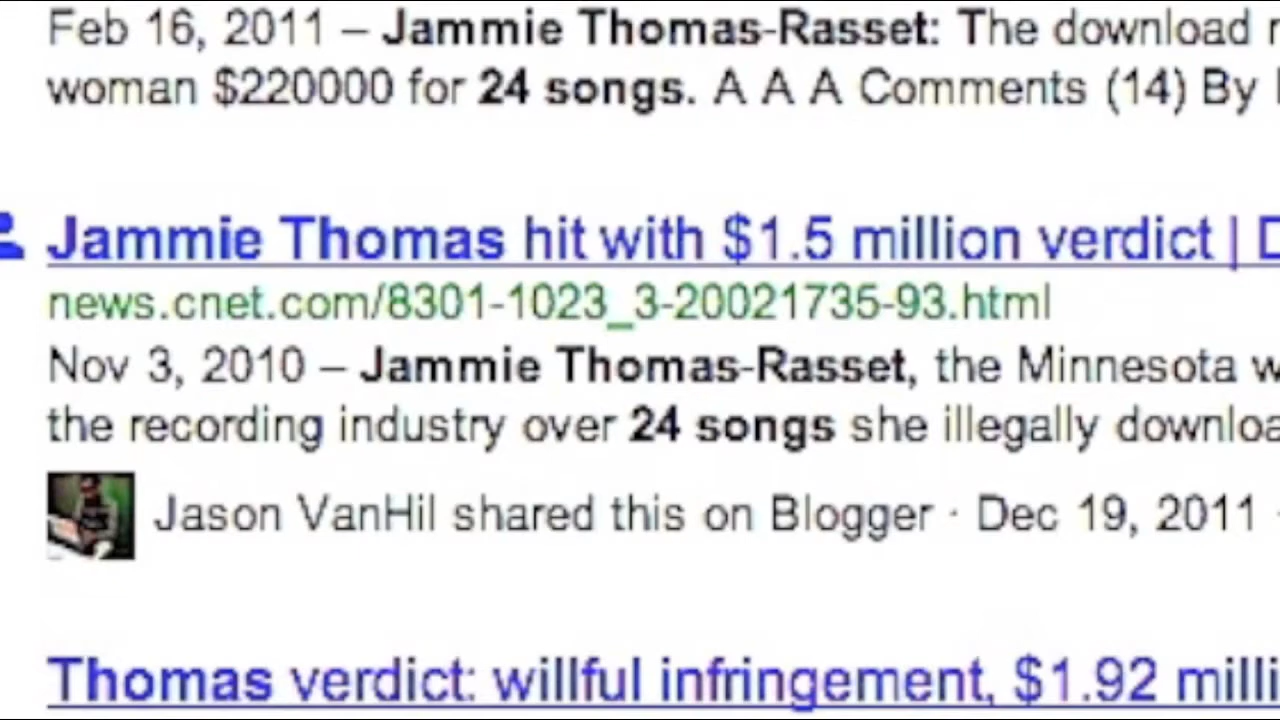 Feb 16, 2011 – Jammie Thomas-Rasset: The download
woman $220000 for 24 songs. A A A Comments (14) By
Jammie Thomas hit with $1.5 million verdict |
news.cnet.com/8301-1023_3-20021735-93.html
Nov 3, 2010 – Jammie Thomas-Rasset, the Minnesota
the recording industry over 24 songs she illegally
Jason VanHil shared this on Blogger · Dec 19, 2011
Thomas verdict: willful infringement, $1.92